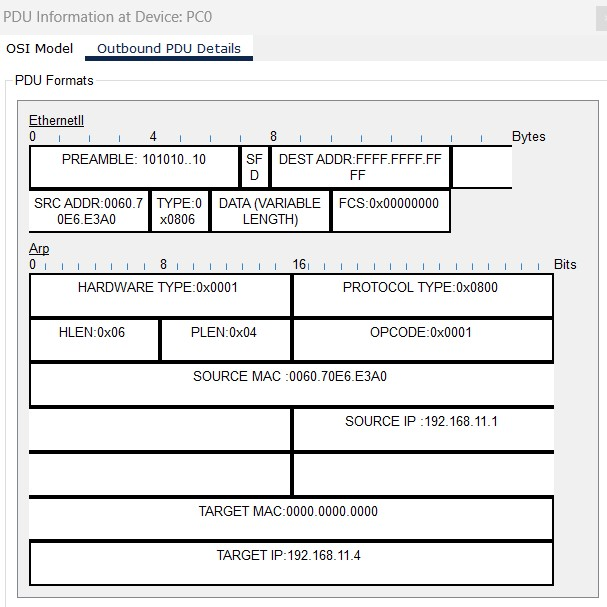 PDU Information at Device: PC0
OSI Model Outbound PDU Details
PDU Formats
EthernetII
0 4 8 Bytes
PREAMBLE: 101010..10 SF DEST ADDR:FFFF.FFFF.FF
D FF
SRC ADDR:0060.7 TYPE:0 DATA (VARIABLE FCS:0x00000000
0E6.E3A0 x0806 LENGTH)
Arp
0 8 16 Bits
HARDWARE TYPE:0x0001 PROTOCOL TYPE:0x0800
HLEN:0x06 PLEN:0x04 OPCODE:0x0001
SOURCE MAC :0060.70E6.E3A0
SOURCE IP :192.168.11.1
TARGET MAC:0000.0000.0000
TARGET IP:192.168.11.4